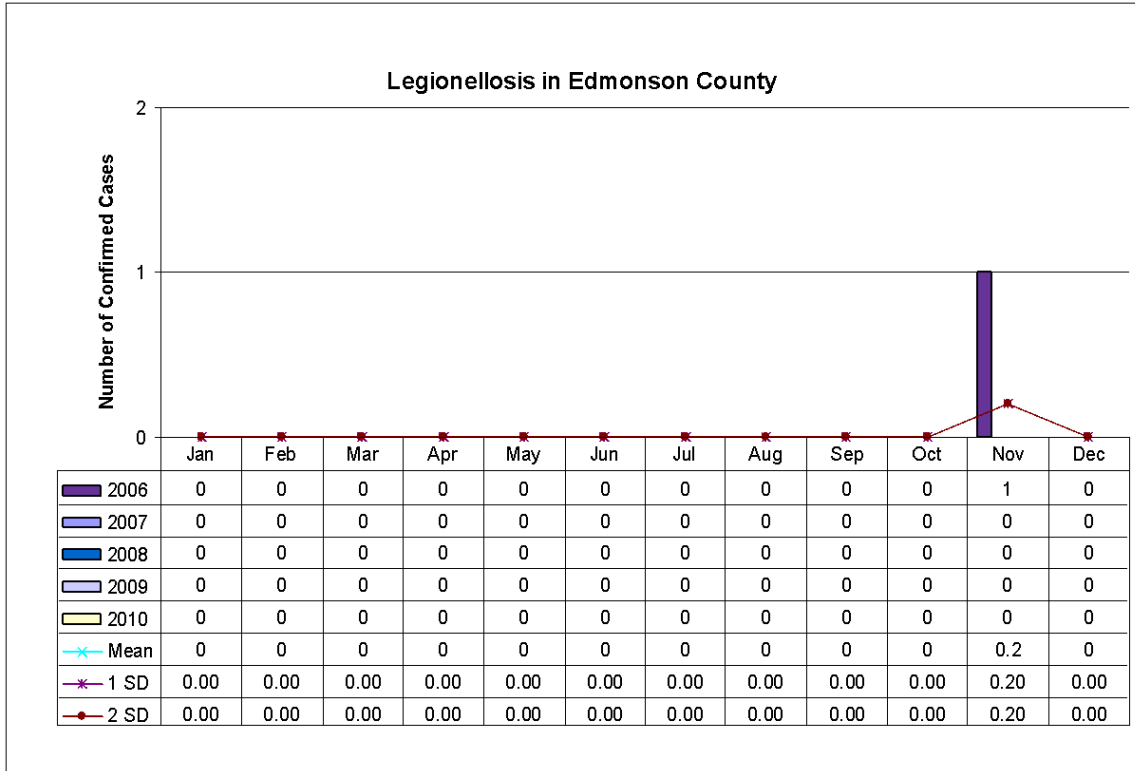 Legionellosis in Edmonson County
Number of Confirmed Cases
2
1
0
Jan Feb Mar Apr May Jun Jul Aug Sep Oct Nov Dec
2006 0 0 0 0 0 0 0 0 0 0 1 0
2007 0 0 0 0 0 0 0 0 0 0 0 0
2008 0 0 0 0 0 0 0 0 0 0 0 0
2009 0 0 0 0 0 0 0 0 0 0 0 0
2010 0 0 0 0 0 0 0 0 0 0 0 0
Mean 0 0 0 0 0 0 0 0 0 0 0.2 0
1 SD 0.00 0.00 0.00 0.00 0.00 0.00 0.00 0.00 0.00 0.00 0.20 0.00
2 SD 0.00 0.00 0.00 0.00 0.00 0.00 0.00 0.00 0.00 0.00 0.20 0.00